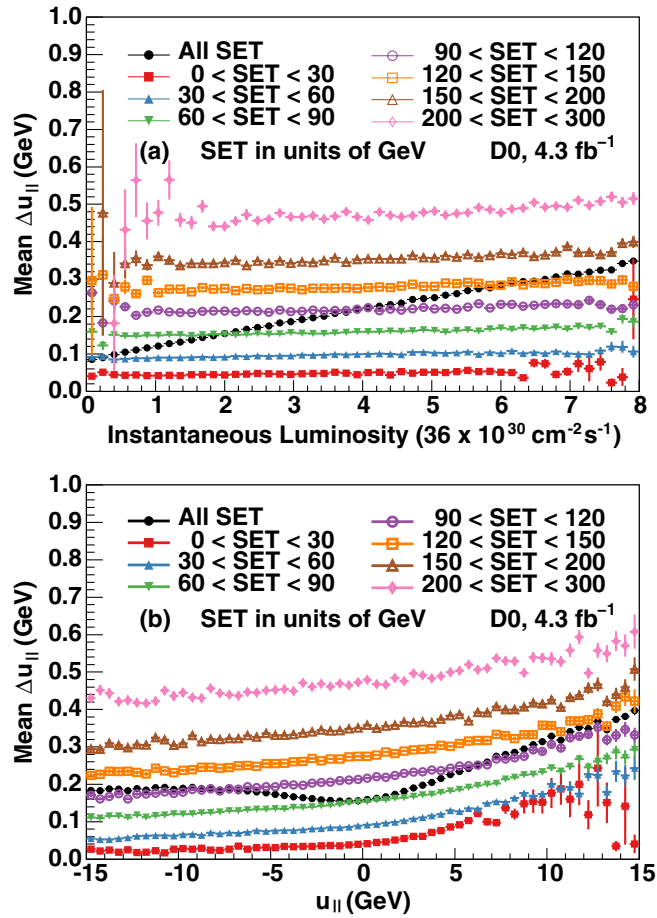 1.0
0.9
0.8
0.7
0.6
0.5
0.4
0.3
0.2
0.1
0.0
Mean Δu||(GeV)
All SET
0 < SET < 30
30 < SET < 60
60 < SET < 90
90 < SET < 120
120 < SET < 150
150 < SET < 200
200 < SET < 300
(a) SET in units of GeV D0, 4.3 fb⁻¹
0 1 2 3 4 5 6 7 8
Instantaneous Luminosity (36 x 10³⁰ cm⁻²s⁻¹)
1.0
0.9
0.8
0.7
0.6
0.5
0.4
0.3
0.2
0.1
0.0
Mean Δu||(GeV)
All SET
0 < SET < 30
30 < SET < 60
60 < SET < 90
90 < SET < 120
120 < SET < 150
150 < SET < 200
200 < SET < 300
(b) SET in units of GeV D0, 4.3 fb⁻¹
-15 -10 -5 0 5 10 15
u||(GeV)